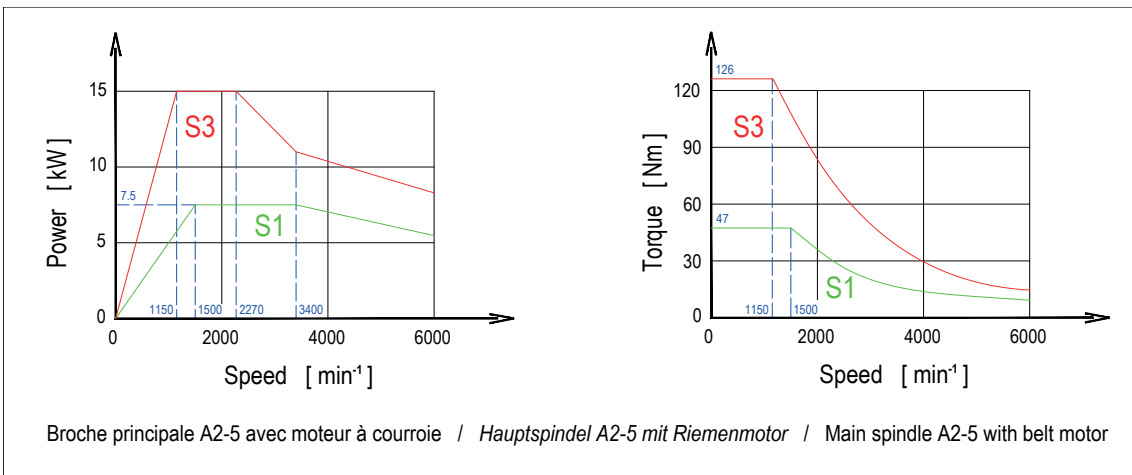 Power [ kW ]
15
10
5
0
7.5
S3
S1
1150
1500
2270
3400
0
2000
4000
6000
Speed [ min⁻¹ ]
Torque [ Nm ]
120
90
60
30
0
126
47
S3
S1
1150
1500
0
2000
4000
6000
Speed [ min⁻¹ ]
Broche principale A2-5 avec moteur à courroie / Hauptspindel A2-5 mit Riemenmotor / Main spindle A2-5 with belt motor